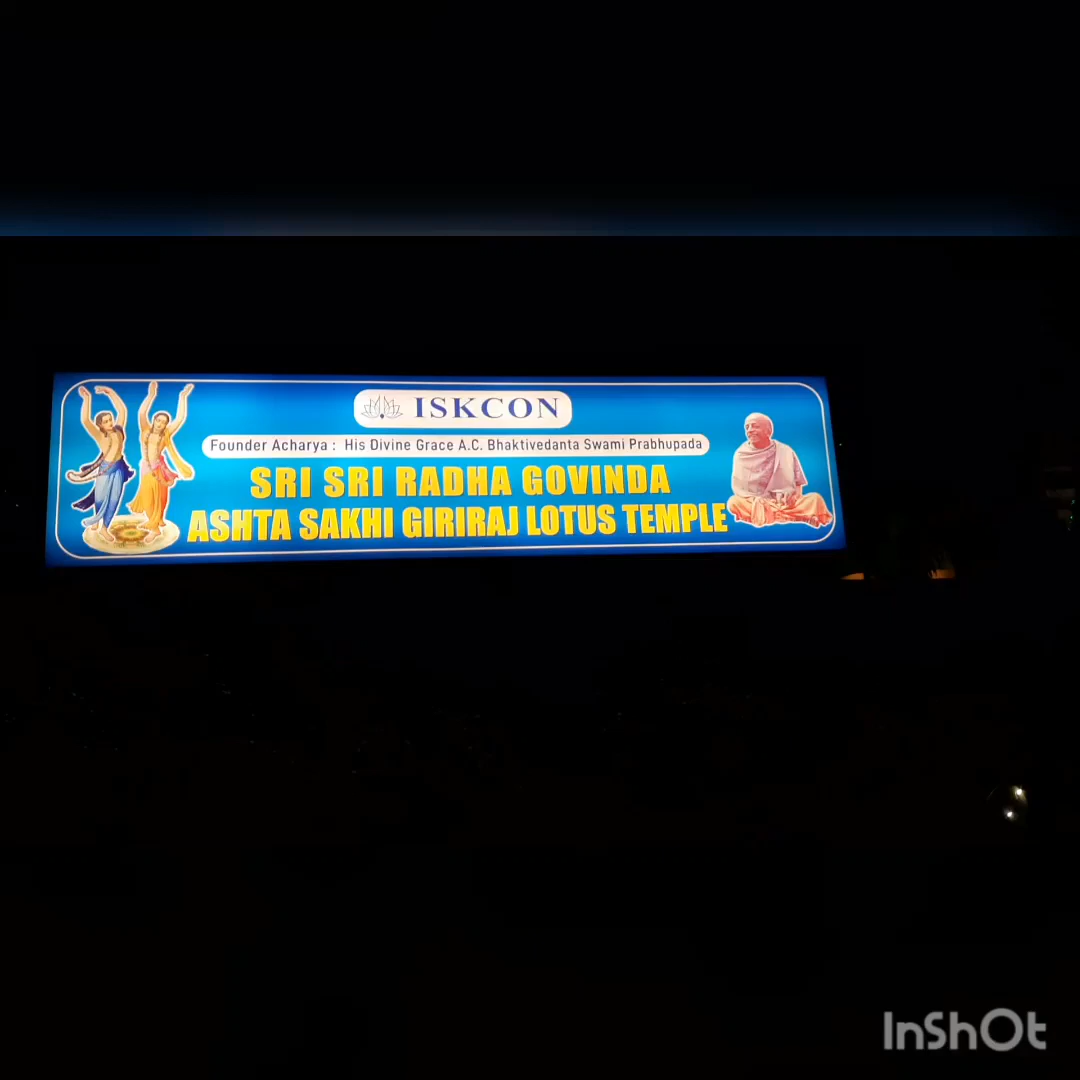 ISKCON
Founder Acharya : His Divine Grace A.C. Bhaktivedanta Swami Prabhupada
SRI SRI RADHA GOVINDA
ASHTA SAKHI GIRIRAJ LOTUS TEMPLE
InShOt